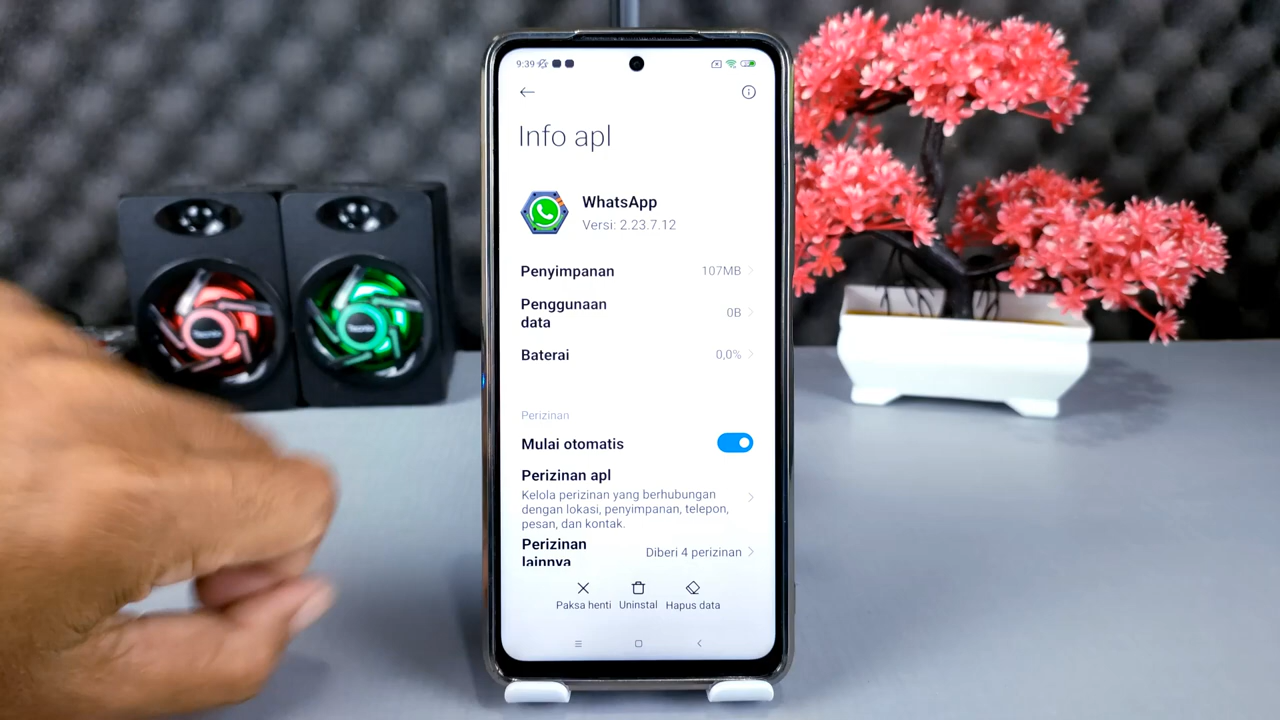 9:39
Info apl
WhatsApp
Versi: 2.23.7.12
Penyimpanan 107MB
Penggunaan
data 0B
Baterai 0,0%
Perizinan
Mulai otomatis
Perizinan apl
Kelola perizinan yang berhubungan
dengan lokasi, penyimpanan, telepon,
pesan, dan kontak.
Perizinan
lainnya Diberi 4 perizinan
Paksa henti Uninstal Hapus data